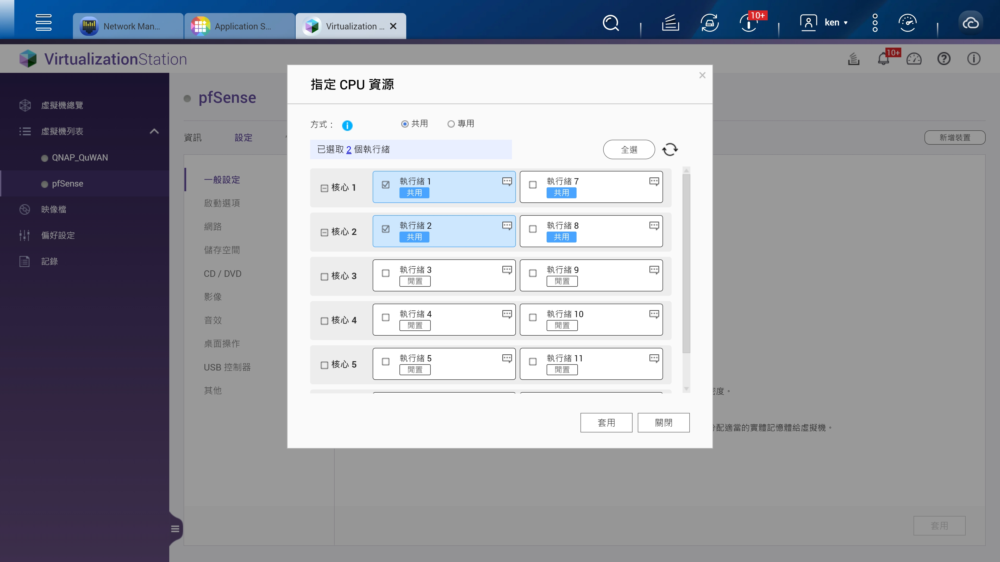 Network Man...
Application S...
Virtualization ...
10+
ken
VirtualizationStation
10+
虛擬機總覽
虛擬機列表
QNAP_QuWAN
pfSense
映像檔
偏好設定
記錄
pfSense
資訊
設定
新增裝置
一般設定
啟動選項
網路
儲存空間
CD / DVD
影像
音效
桌面操作
USB 控制器
其他
指定 CPU 資源
方式：
共用
專用
已選取 2 個執行緒
全選
核心 1
執行緒 1
共用
執行緒 7
共用
核心 2
執行緒 2
共用
執行緒 8
共用
核心 3
執行緒 3
閒置
執行緒 9
閒置
核心 4
執行緒 4
閒置
執行緒 10
閒置
核心 5
執行緒 5
閒置
執行緒 11
閒置
套用
關閉
密度。
分配適當的實體記憶體給虛擬機。
套用